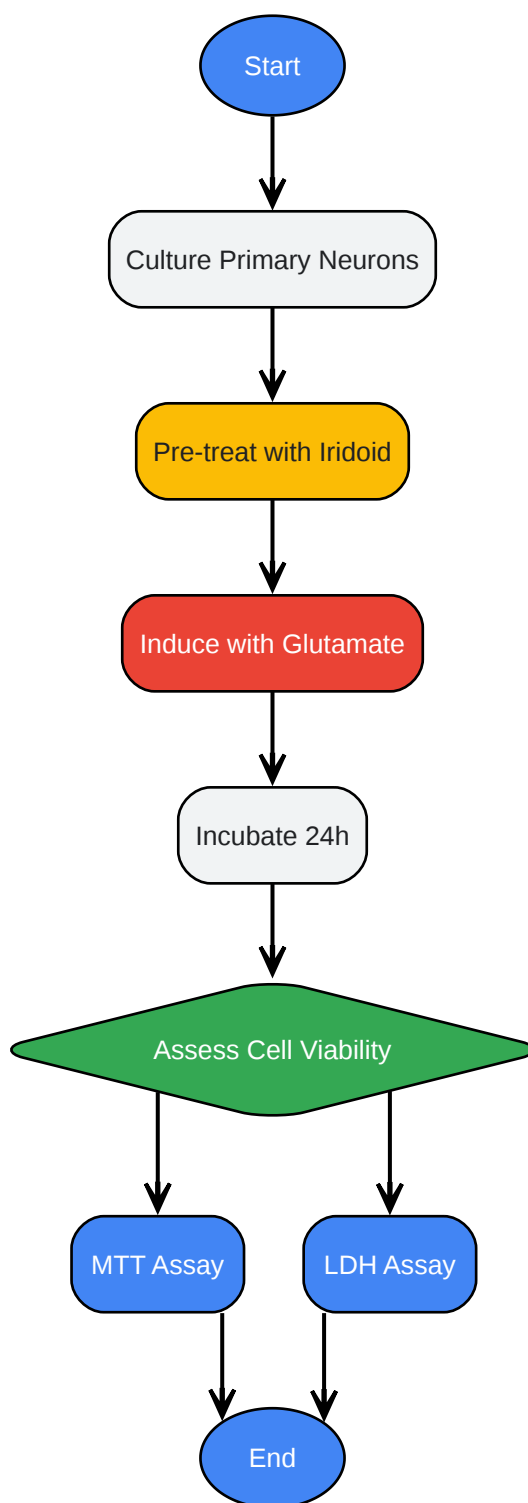 Start
Culture Primary Neurons
Pre-treat with Iridoid
Induce with Glutamate
Incubate 24h
Assess Cell Viability
MTT Assay
LDH Assay
End